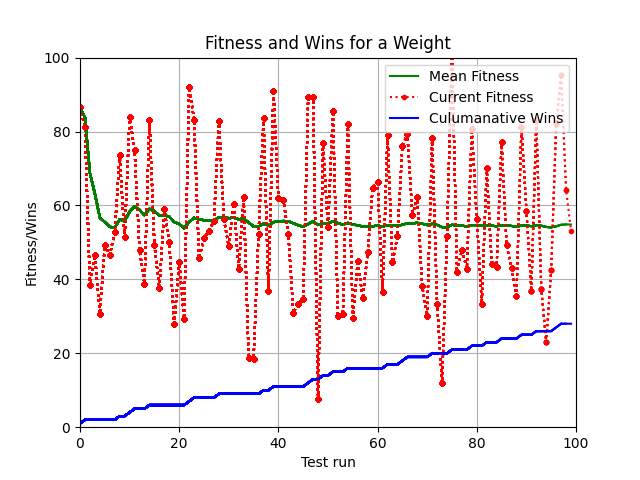 Fitness and Wins for a Weight
100
80
60
40
20
0
Fitness/Wins
Mean Fitness
Current Fitness
Culumanative Wins
0 20 40 60 80 100
Test run